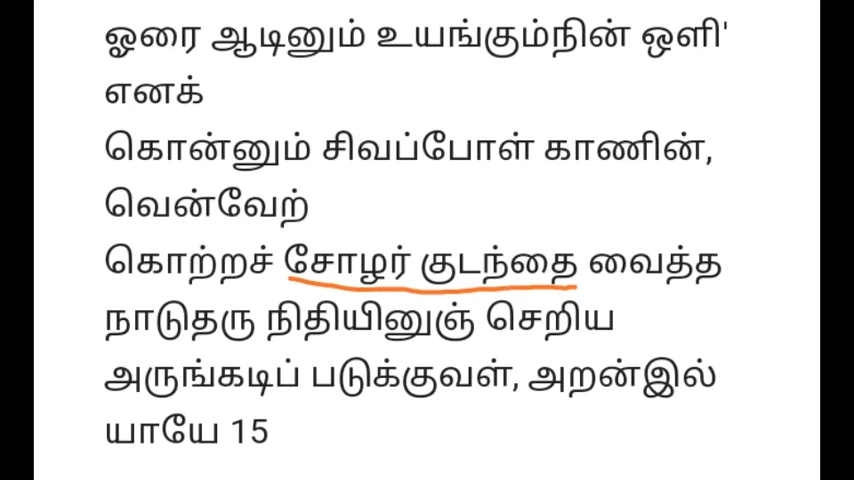 ஓரை ஆடினும் உயங்கும்நின் ஒளி'
எனக்
கொன்னும் சிவப்போள் காணின்,
வென்வேற்
கொற்றச் சோழர் குடந்தை வைத்த
நாடுதரு நிதியினுஞ் செறிய
அருங்கடிப் படுக்குவள், அறன்இல்
யாயே 15